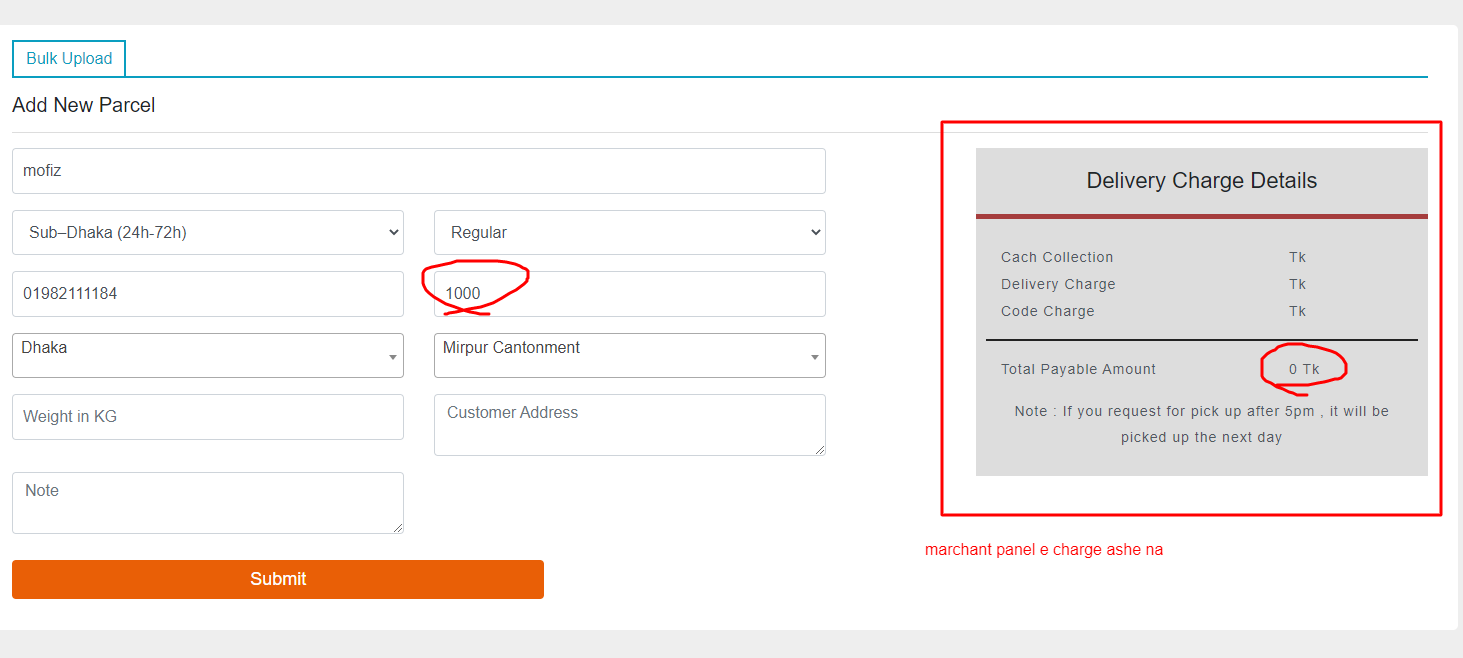 Bulk Upload
Add New Parcel
mofiz
Sub–Dhaka (24h-72h)
Regular
01982111184
1000
Dhaka
Mirpur Cantonment
Weight in KG
Customer Address
Note
Submit
Delivery Charge Details
Cach Collection Tk
Delivery Charge Tk
Code Charge Tk
Total Payable Amount 0 Tk
Note : If you request for pick up after 5pm , it will be
picked up the next day
marchant panel e charge ashe na